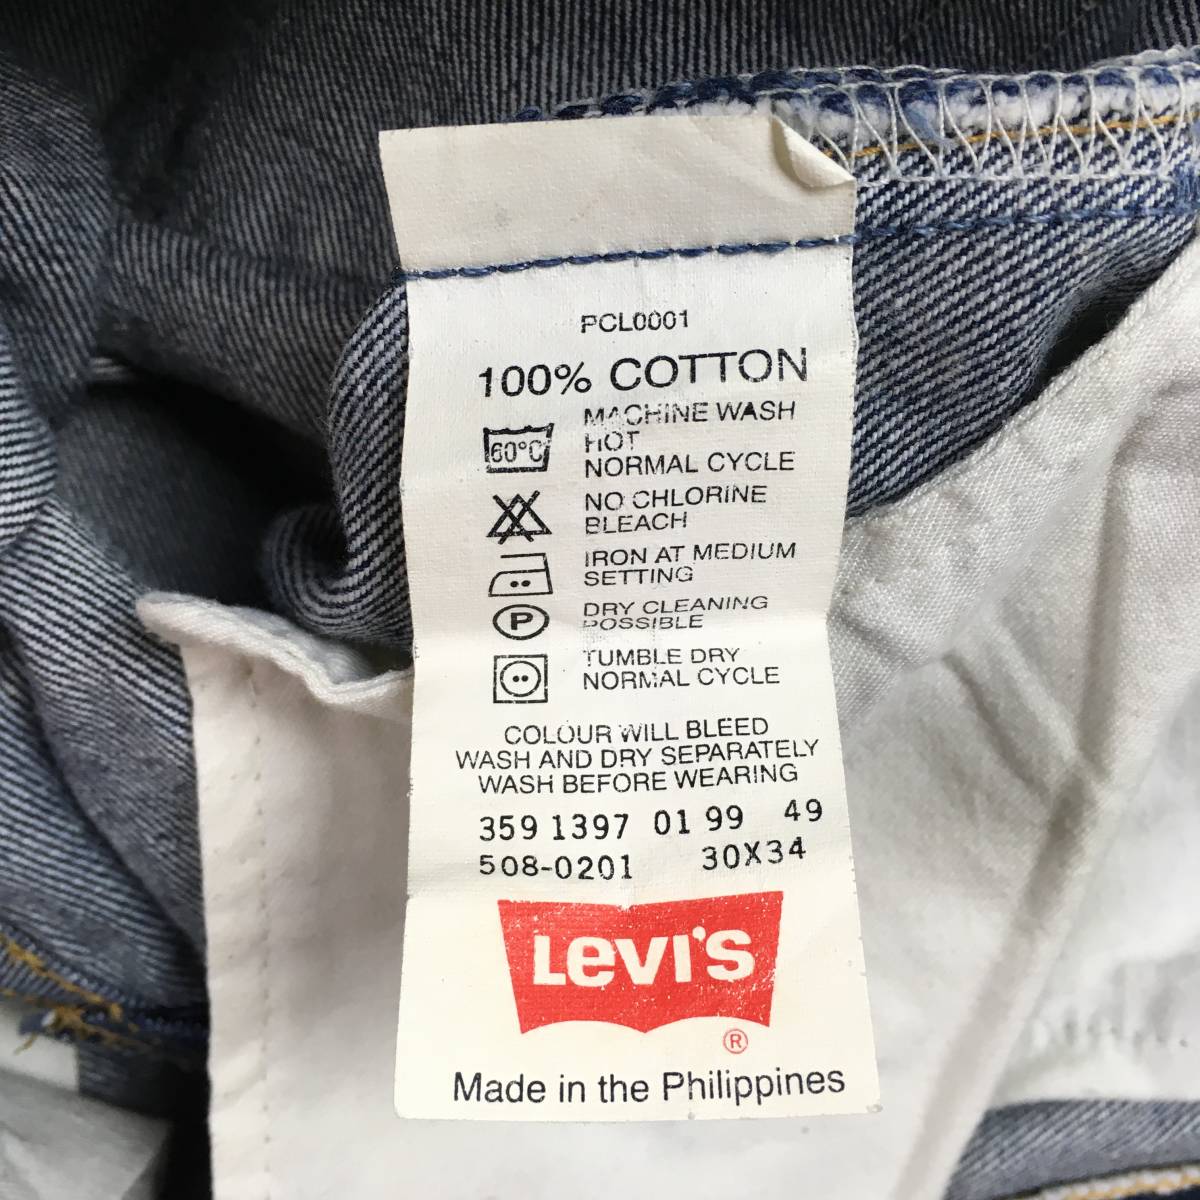 PCL0001
100% COTTON
60°C
MACHINE WASH
HOT
NORMAL CYCLE
NO CHLORINE
BLEACH
IRON AT MEDIUM
SETTING
P
DRY CLEANING
POSSIBLE
TUMBLE DRY
NORMAL CYCLE
COLOUR WILL BLEED
WASH AND DRY SEPARATELY
WASH BEFORE WEARING
359 1397 01 99 49
508-0201 30X34
LEVI'S
®
Made in the Philippines